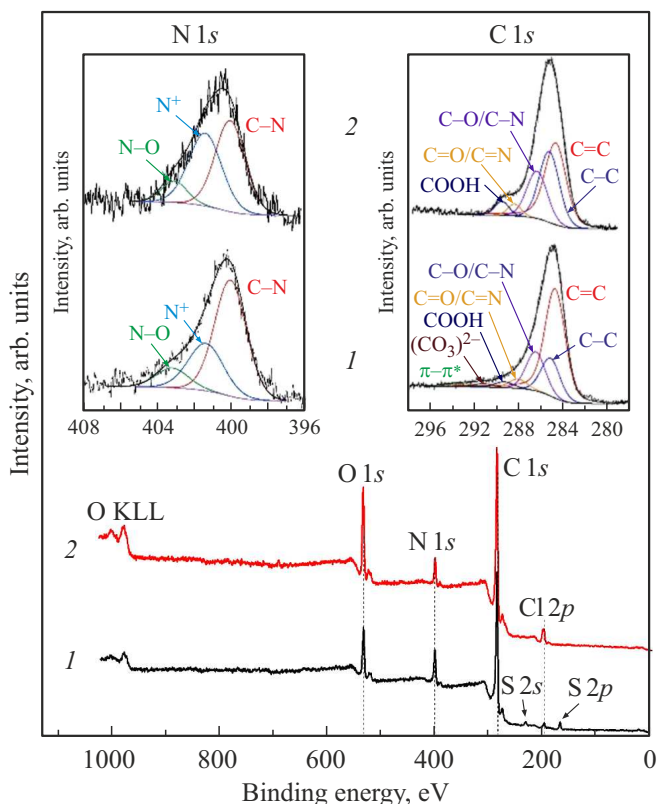 N 1s
C 1s
Intensity, arb. units
N–O
N⁺
C–N
2
Intensity, arb. units
C–O/C–N
C=O/C=N
COOH
C=C
C–C
N–O
N⁺
C–N
1
C–O/C–N
C=O/C=N
COOH
(CO₃)²⁻
π–π*
C=C
C–C
408 404 400 396
296 292 288 284 280
Intensity, arb. units
O KLL
O 1s
N 1s
C 1s
Cl 2p
S 2s
S 2p
2
1
1000 800 600 400 200 0
Binding energy, eV